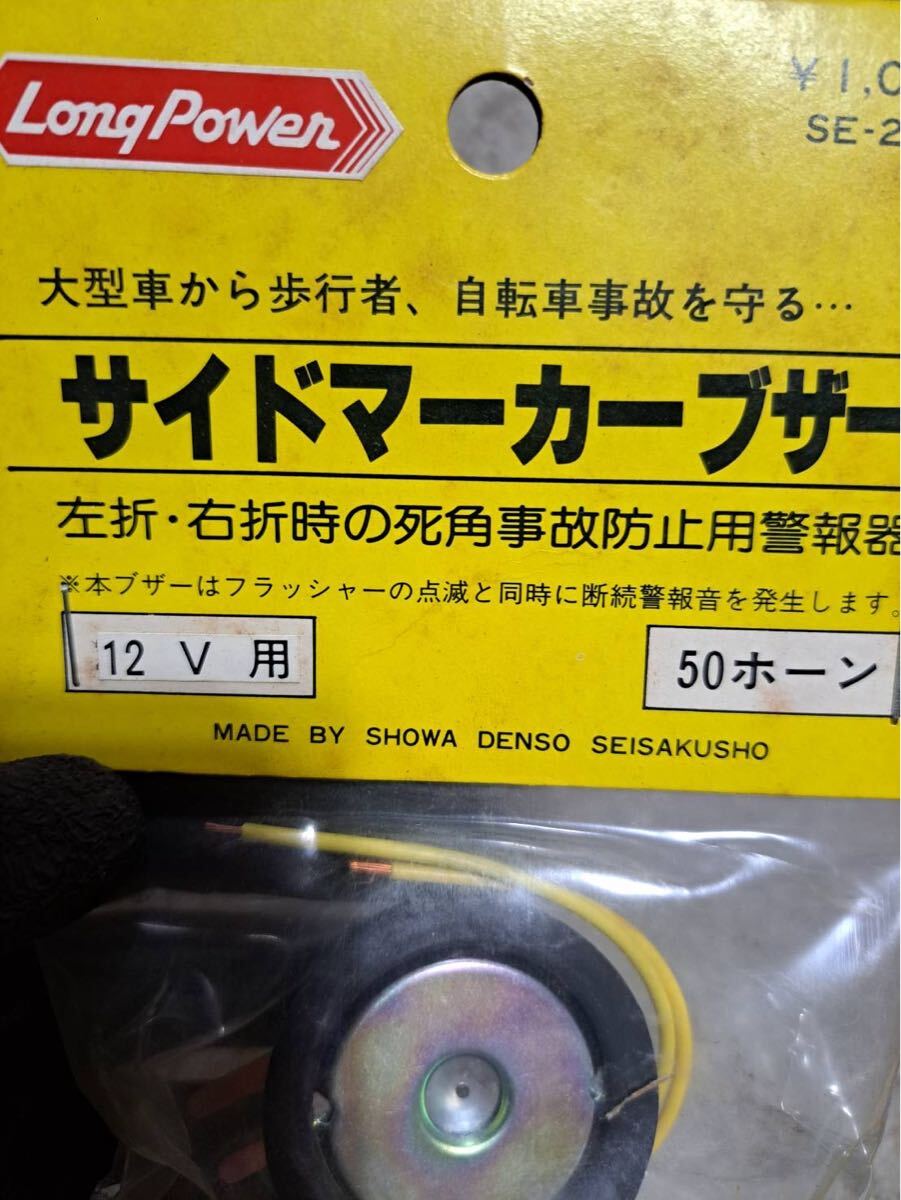 Long Power
¥1,0
SE-2
大型車から歩行者、自転車事故を守る…
サイドマーカーブザー
左折・右折時の死角事故防止用警報器
※本ブザーはフラッシャーの点滅と同時に断続警報音を発生します。
12 V 用
50ホーン
MADE BY SHOWA DENSO SEISAKUSHO